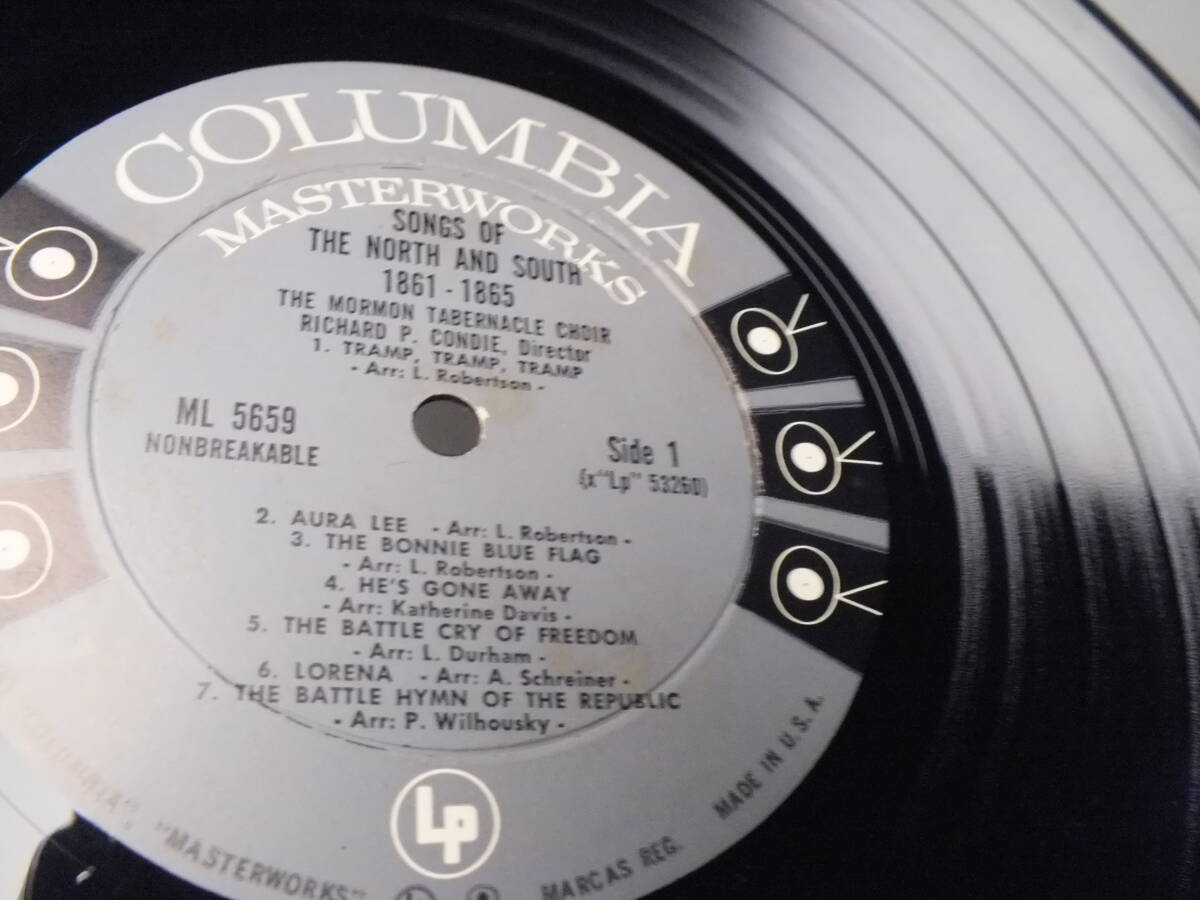 COLUMBIA
MASTERWORKS
SONGS OF
THE NORTH AND SOUTH
1861 - 1865
THE MORMON TABERNACLE CHOIR
RICHARD P. CONDIE, Director
1. TRAMP, TRAMP, TRAMP
- Arr: L. Robertson -
ML 5659
NONBREAKABLE
Side 1
(x"Lp" 53260)
2. AURA LEE - Arr: L. Robertson -
3. THE BONNIE BLUE FLAG
- Arr: L. Robertson -
4. HE'S GONE AWAY
- Arr: Katherine Davis -
5. THE BATTLE CRY OF FREEDOM
- Arr: L. Durham -
6. LORENA - Arr: A. Schreiner -
7. THE BATTLE HYMN OF THE REPUBLIC
- Arr: P. Wilhousky -
Lp
"COLUMBIA", "MASTERWORKS" MARCAS REG. MADE IN U.S.A.